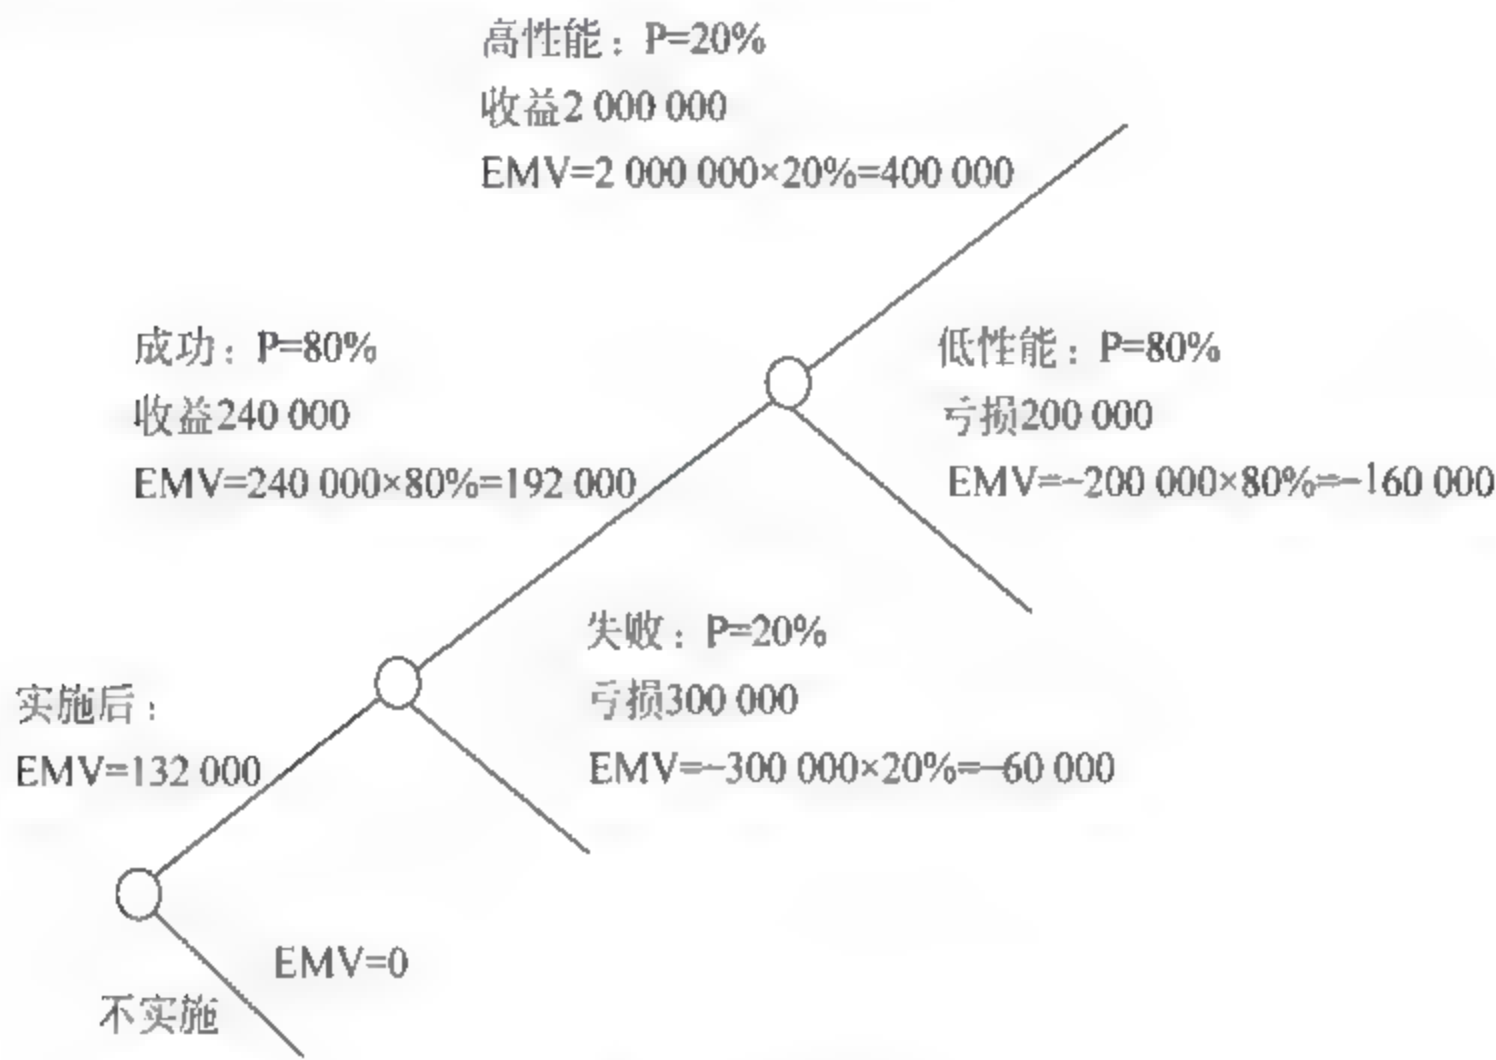 高性能：P=20%
收益2 000 000
EMV=2 000 000×20%=400 000
成功：P=80%
收益240 000
EMV=240 000×80%=192 000
低性能：P=80%
亏损200 000
EMV=-200 000×80%=-160 000
失败：P=20%
亏损300 000
EMV=-300 000×20%=-60 000
实施后：
EMV=132 000
EMV=0
不实施